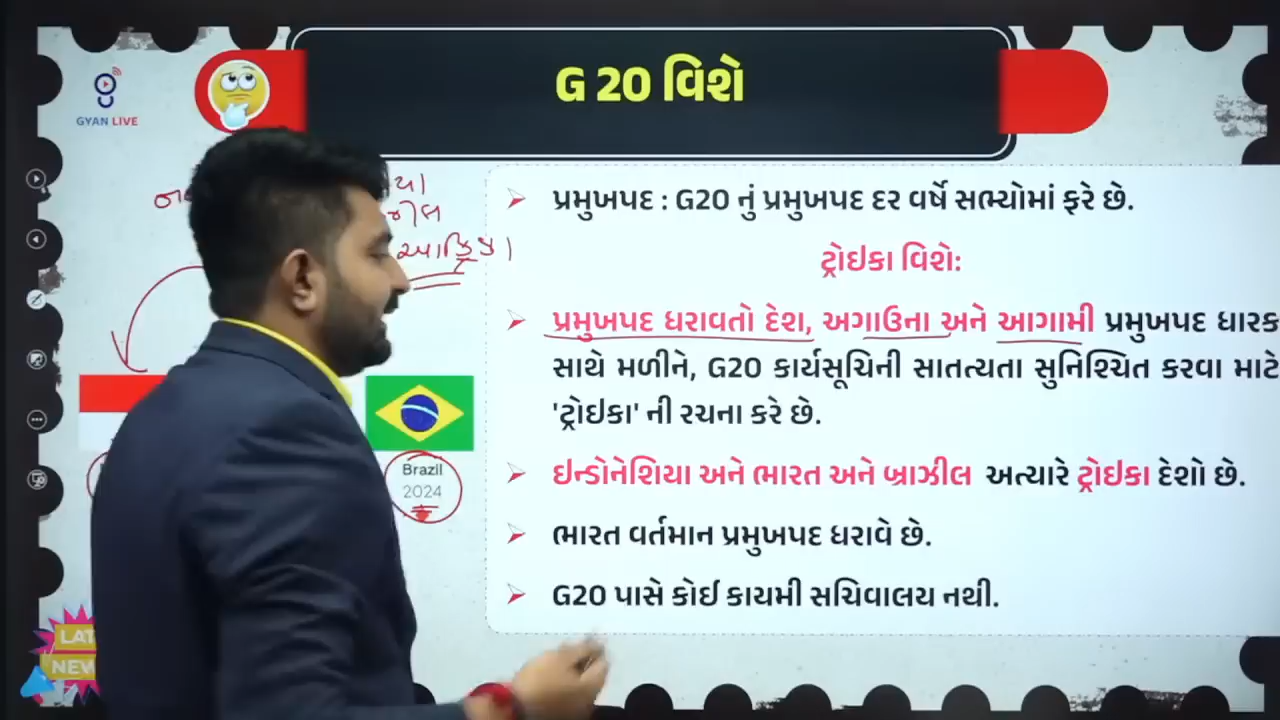 G 20 વિશે
GYAN LIVE
પ્રમુખપદ : G20 નું પ્રમુખપદ દર વર્ષે સભ્યોમાં ફરે છે.
ટ્રોઇકા વિશે:
પ્રમુખપદ ધરાવતો દેશ, અગાઉના અને આગામી પ્રમુખપદ ધારક
સાથે મળીને, G20 કાર્યસૂચિની સાતત્યતા સુનિશ્ચિત કરવા માટે
'ટ્રોઇકા' ની રચના કરે છે.
Brazil
2024
ઇન્ડોનેશિયા અને ભારત અને બ્રાઝીલ અત્યારે ટ્રોઇકા દેશો છે.
ભારત વર્તમાન પ્રમુખપદ ધરાવે છે.
G20 પાસે કોઈ કાયમી સચિવાલય નથી.